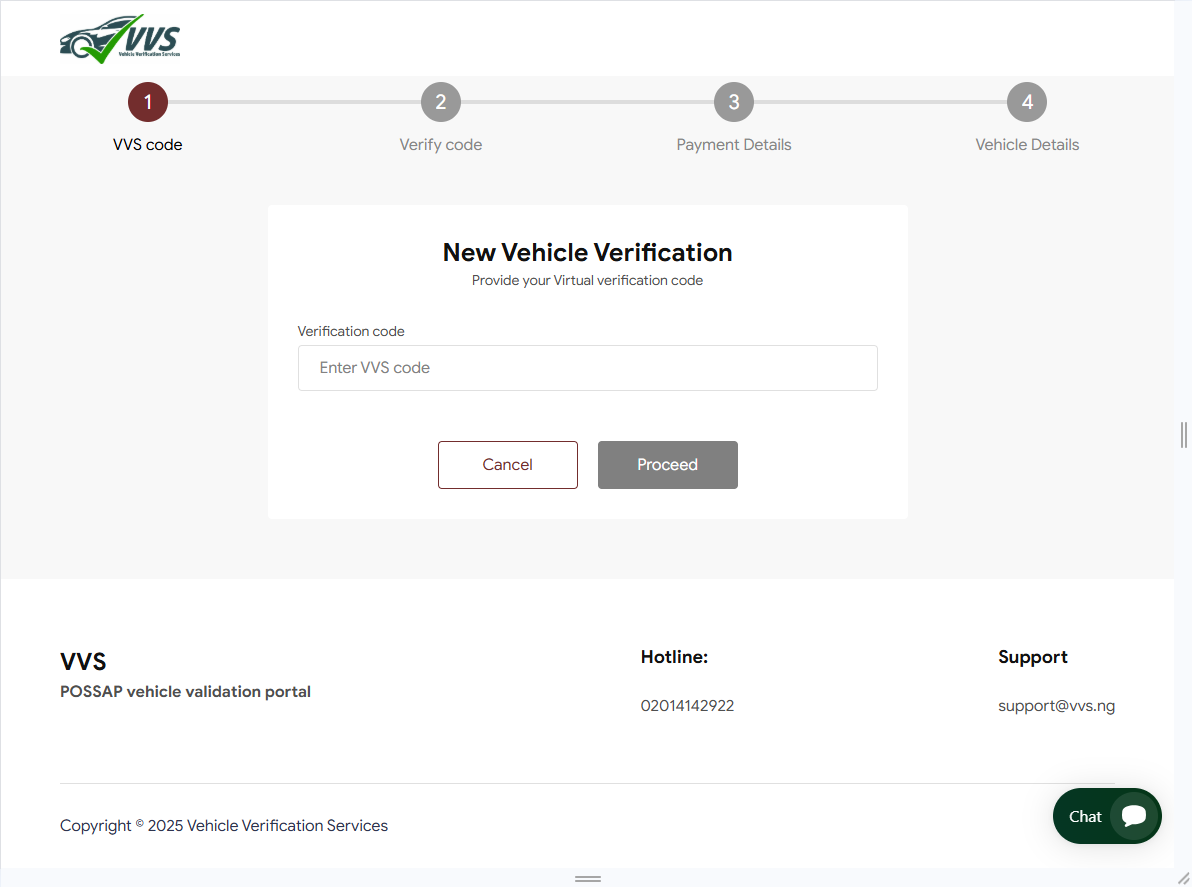 VVS
Vehicle Verification Services
1 2 3 4
VVS code Verify code Payment Details Vehicle Details
New Vehicle Verification
Provide your Virtual verification code
Verification code
Enter VVS code
Cancel Proceed
VVS
POSSAP vehicle validation portal
Hotline:
02014142922
Support
support@vvs.ng
Copyright © 2025 Vehicle Verification Services
Chat